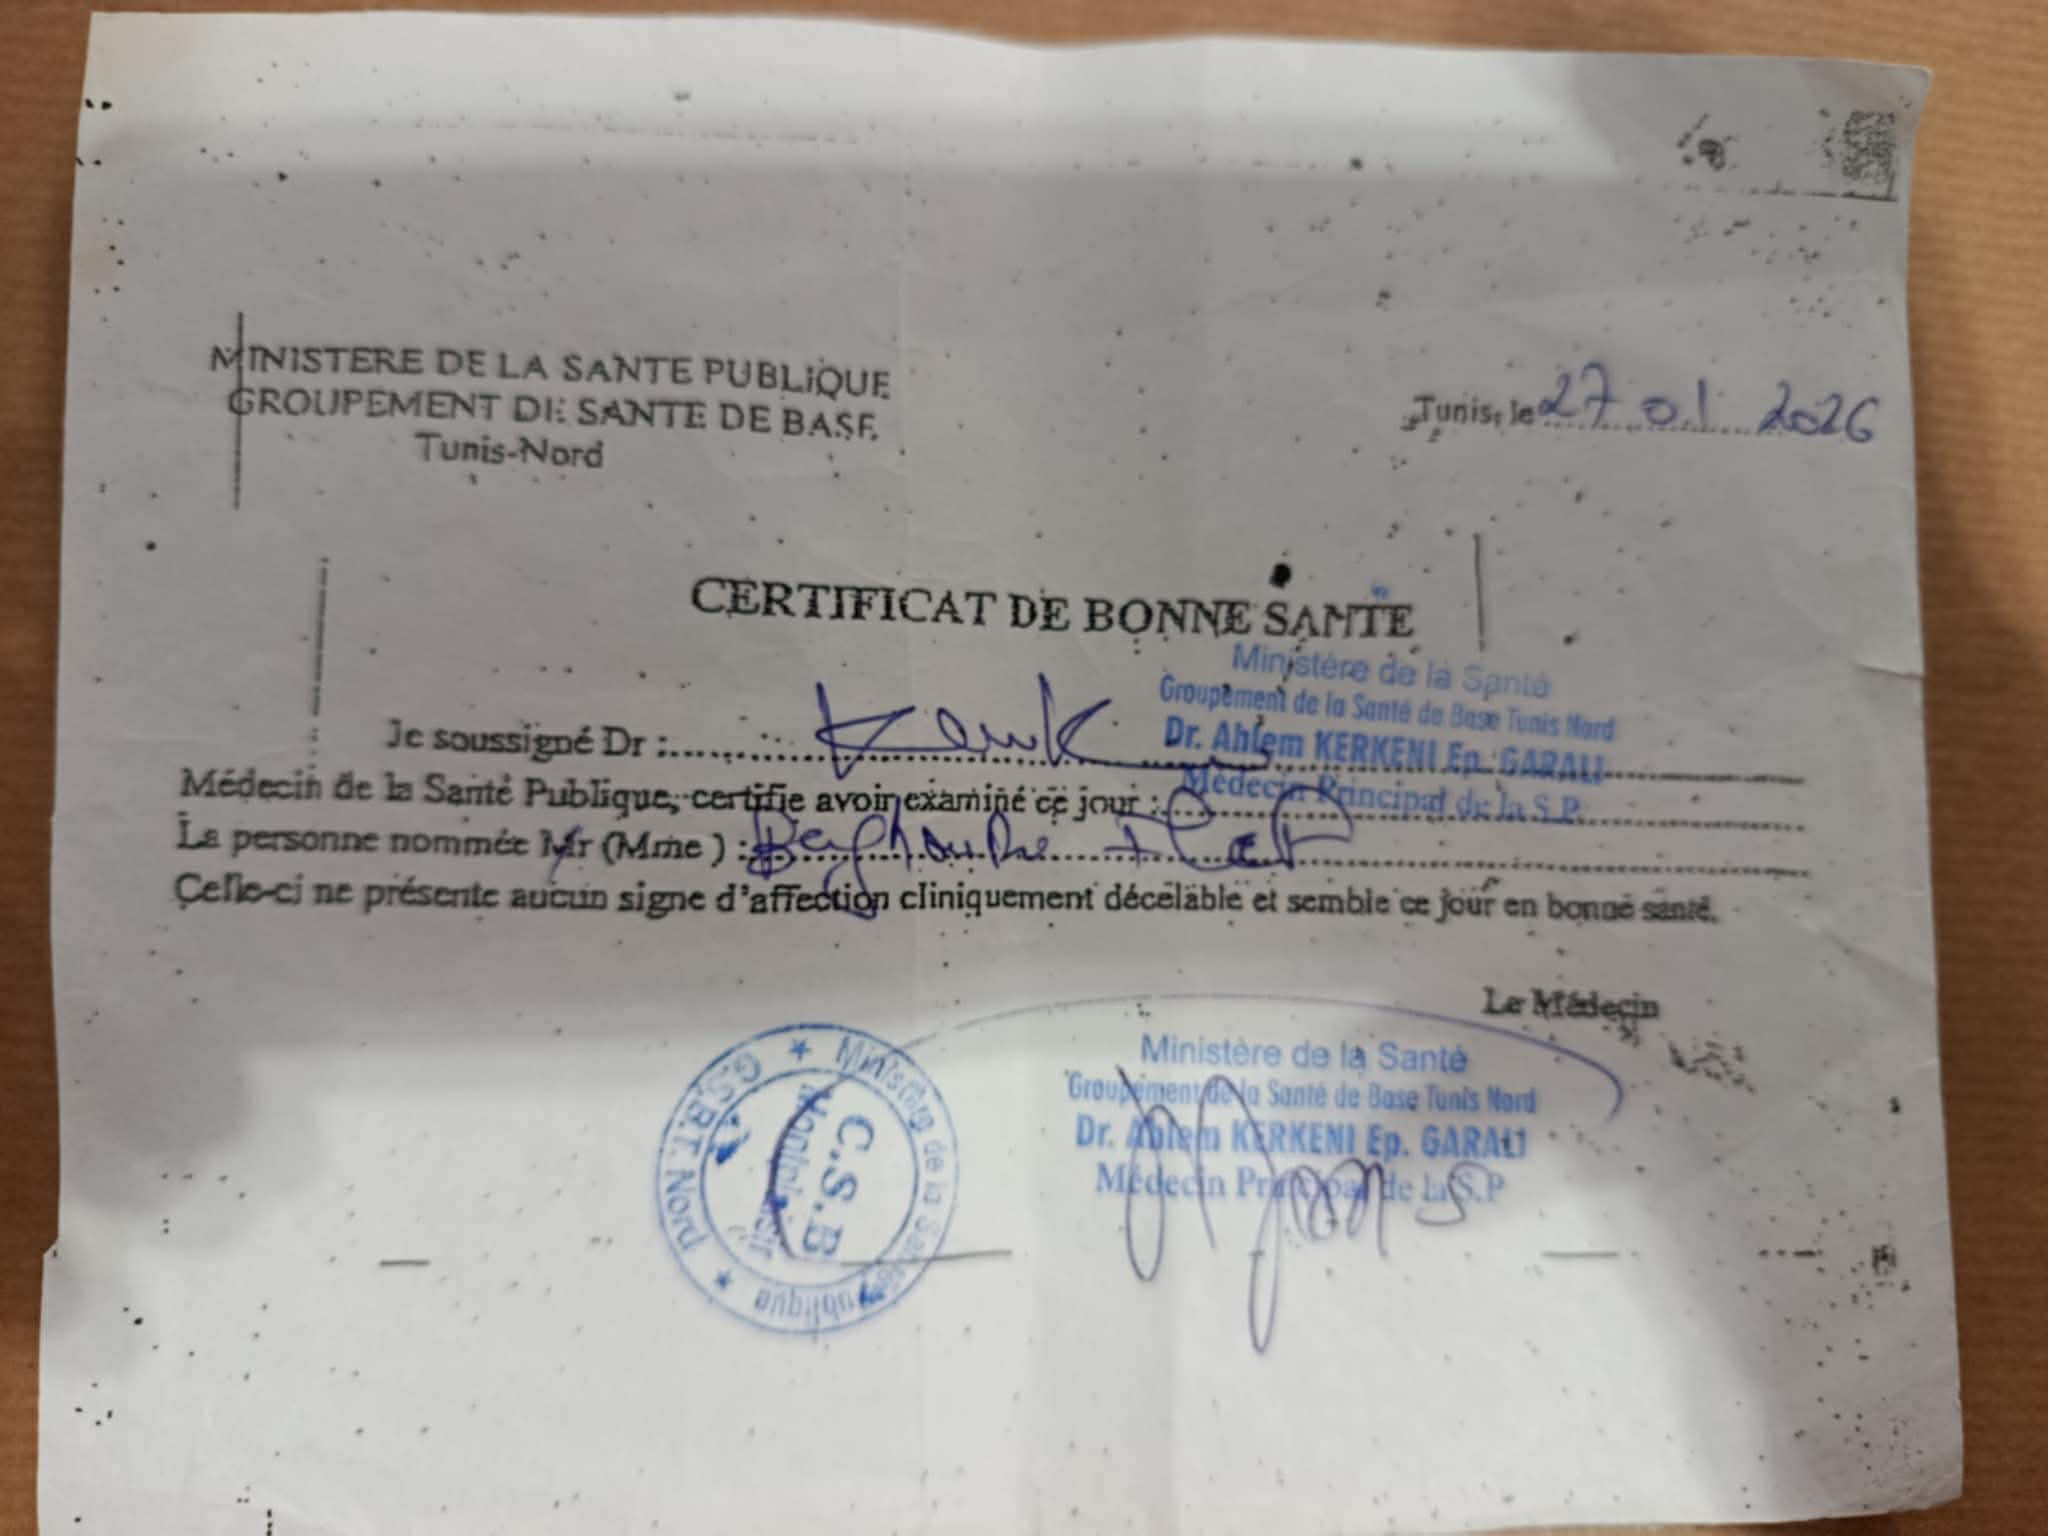 MINISTERE DE LA SANTE PUBLIQUE
GROUPEMENT DE SANTE DE BASE
Tunis-Nord
Tunis, le 27 01 2026
CERTIFICAT DE BONNE SANTE
Ministère de la Santé
Groupement de la Santé de Base Tunis Nord
Dr. Ahlem KERKENI Ep. GARALI
Médecin Principal de la S.P
Je soussigné Dr :
Médecin de la Santé Publique, certifie avoir examiné ce jour :
La personne nommée Mr (Mme ) :
Celle-ci ne présente aucun signe d'affection cliniquement décelable et semble ce jour en bonne santé.
Le Médecin
Ministère de la Santé
Groupement de la Santé de Base Tunis Nord
Dr. Ahlem KERKENI Ep. GARALI
Médecin Principal de la S.P
Ministère de la Santé Publique
G.S.B.T. Nord
C.S.B